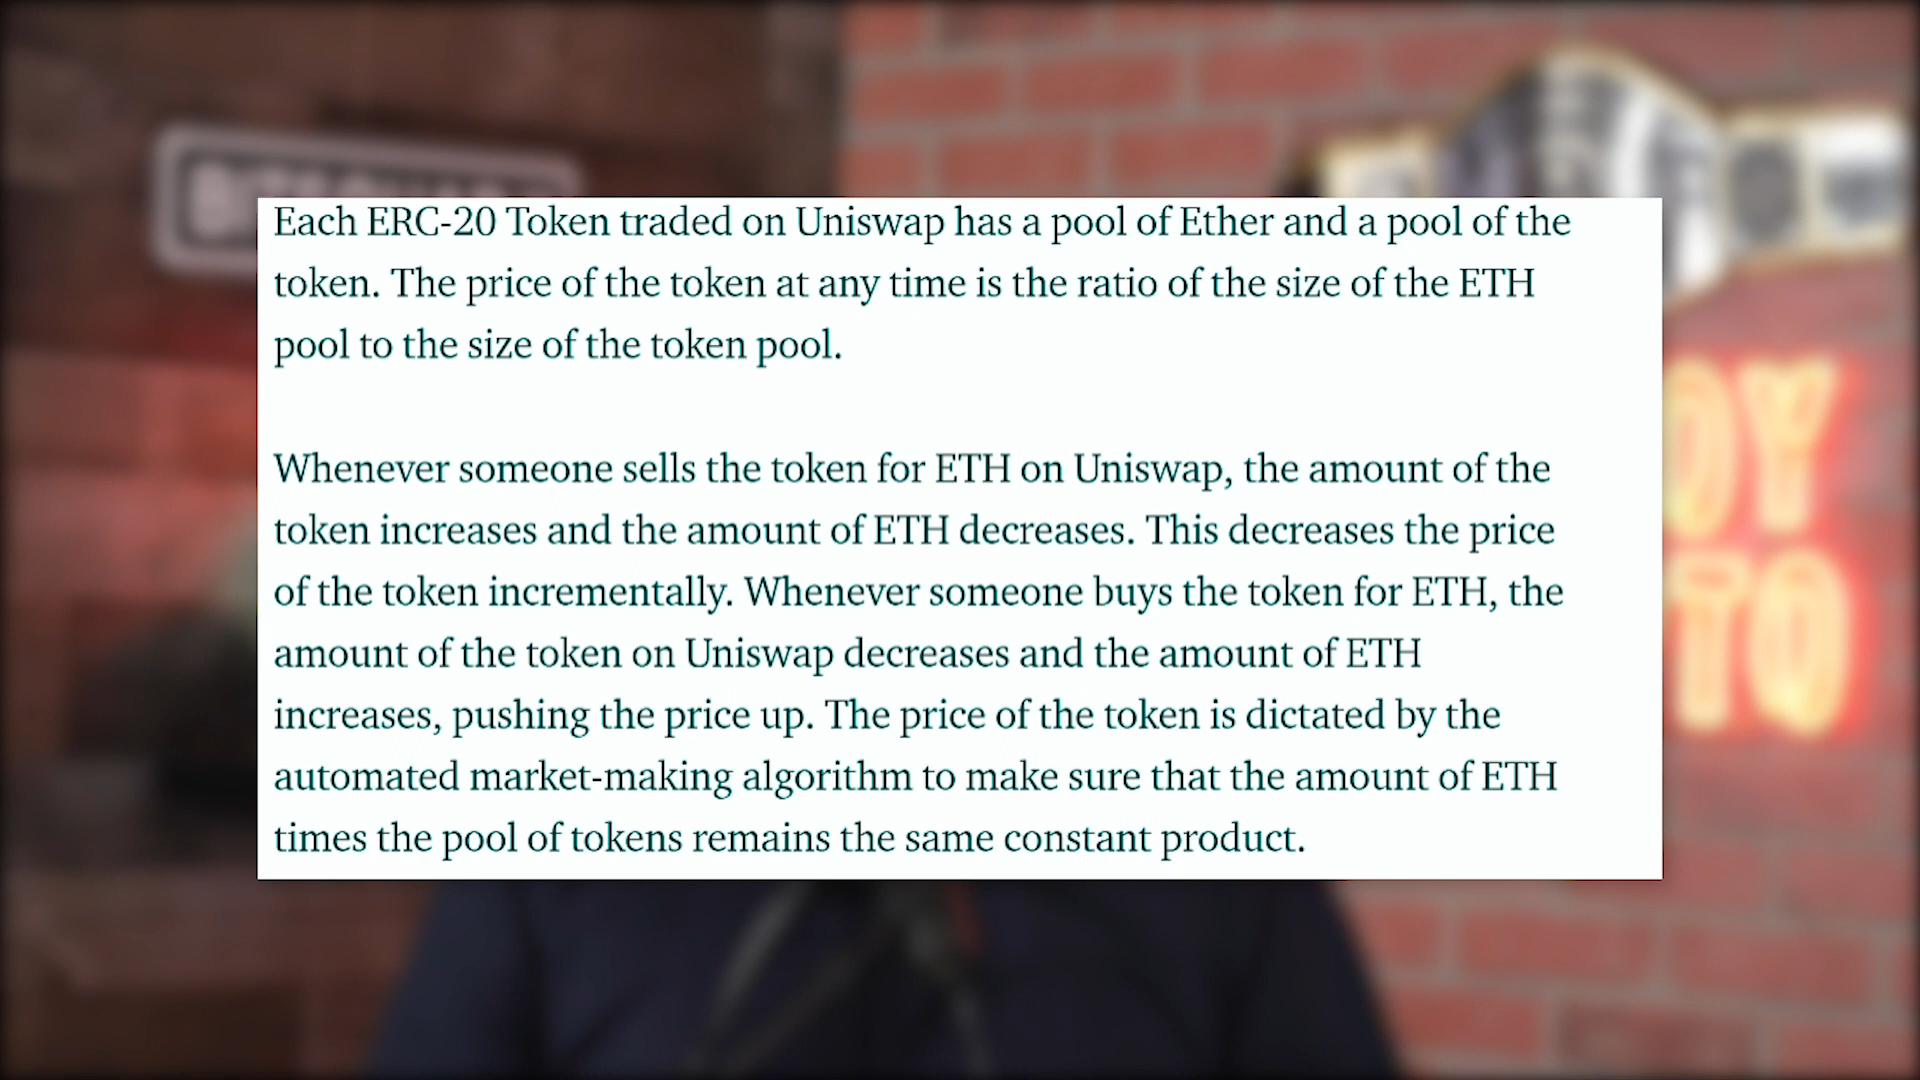 Each ERC-20 Token traded on Uniswap has a pool of Ether and a pool of the
token. The price of the token at any time is the ratio of the size of the ETH
pool to the size of the token pool.
Whenever someone sells the token for ETH on Uniswap, the amount of the
token increases and the amount of ETH decreases. This decreases the price
of the token incrementally. Whenever someone buys the token for ETH, the
amount of the token on Uniswap decreases and the amount of ETH
increases, pushing the price up. The price of the token is dictated by the
automated market-making algorithm to make sure that the amount of ETH
times the pool of tokens remains the same constant product.